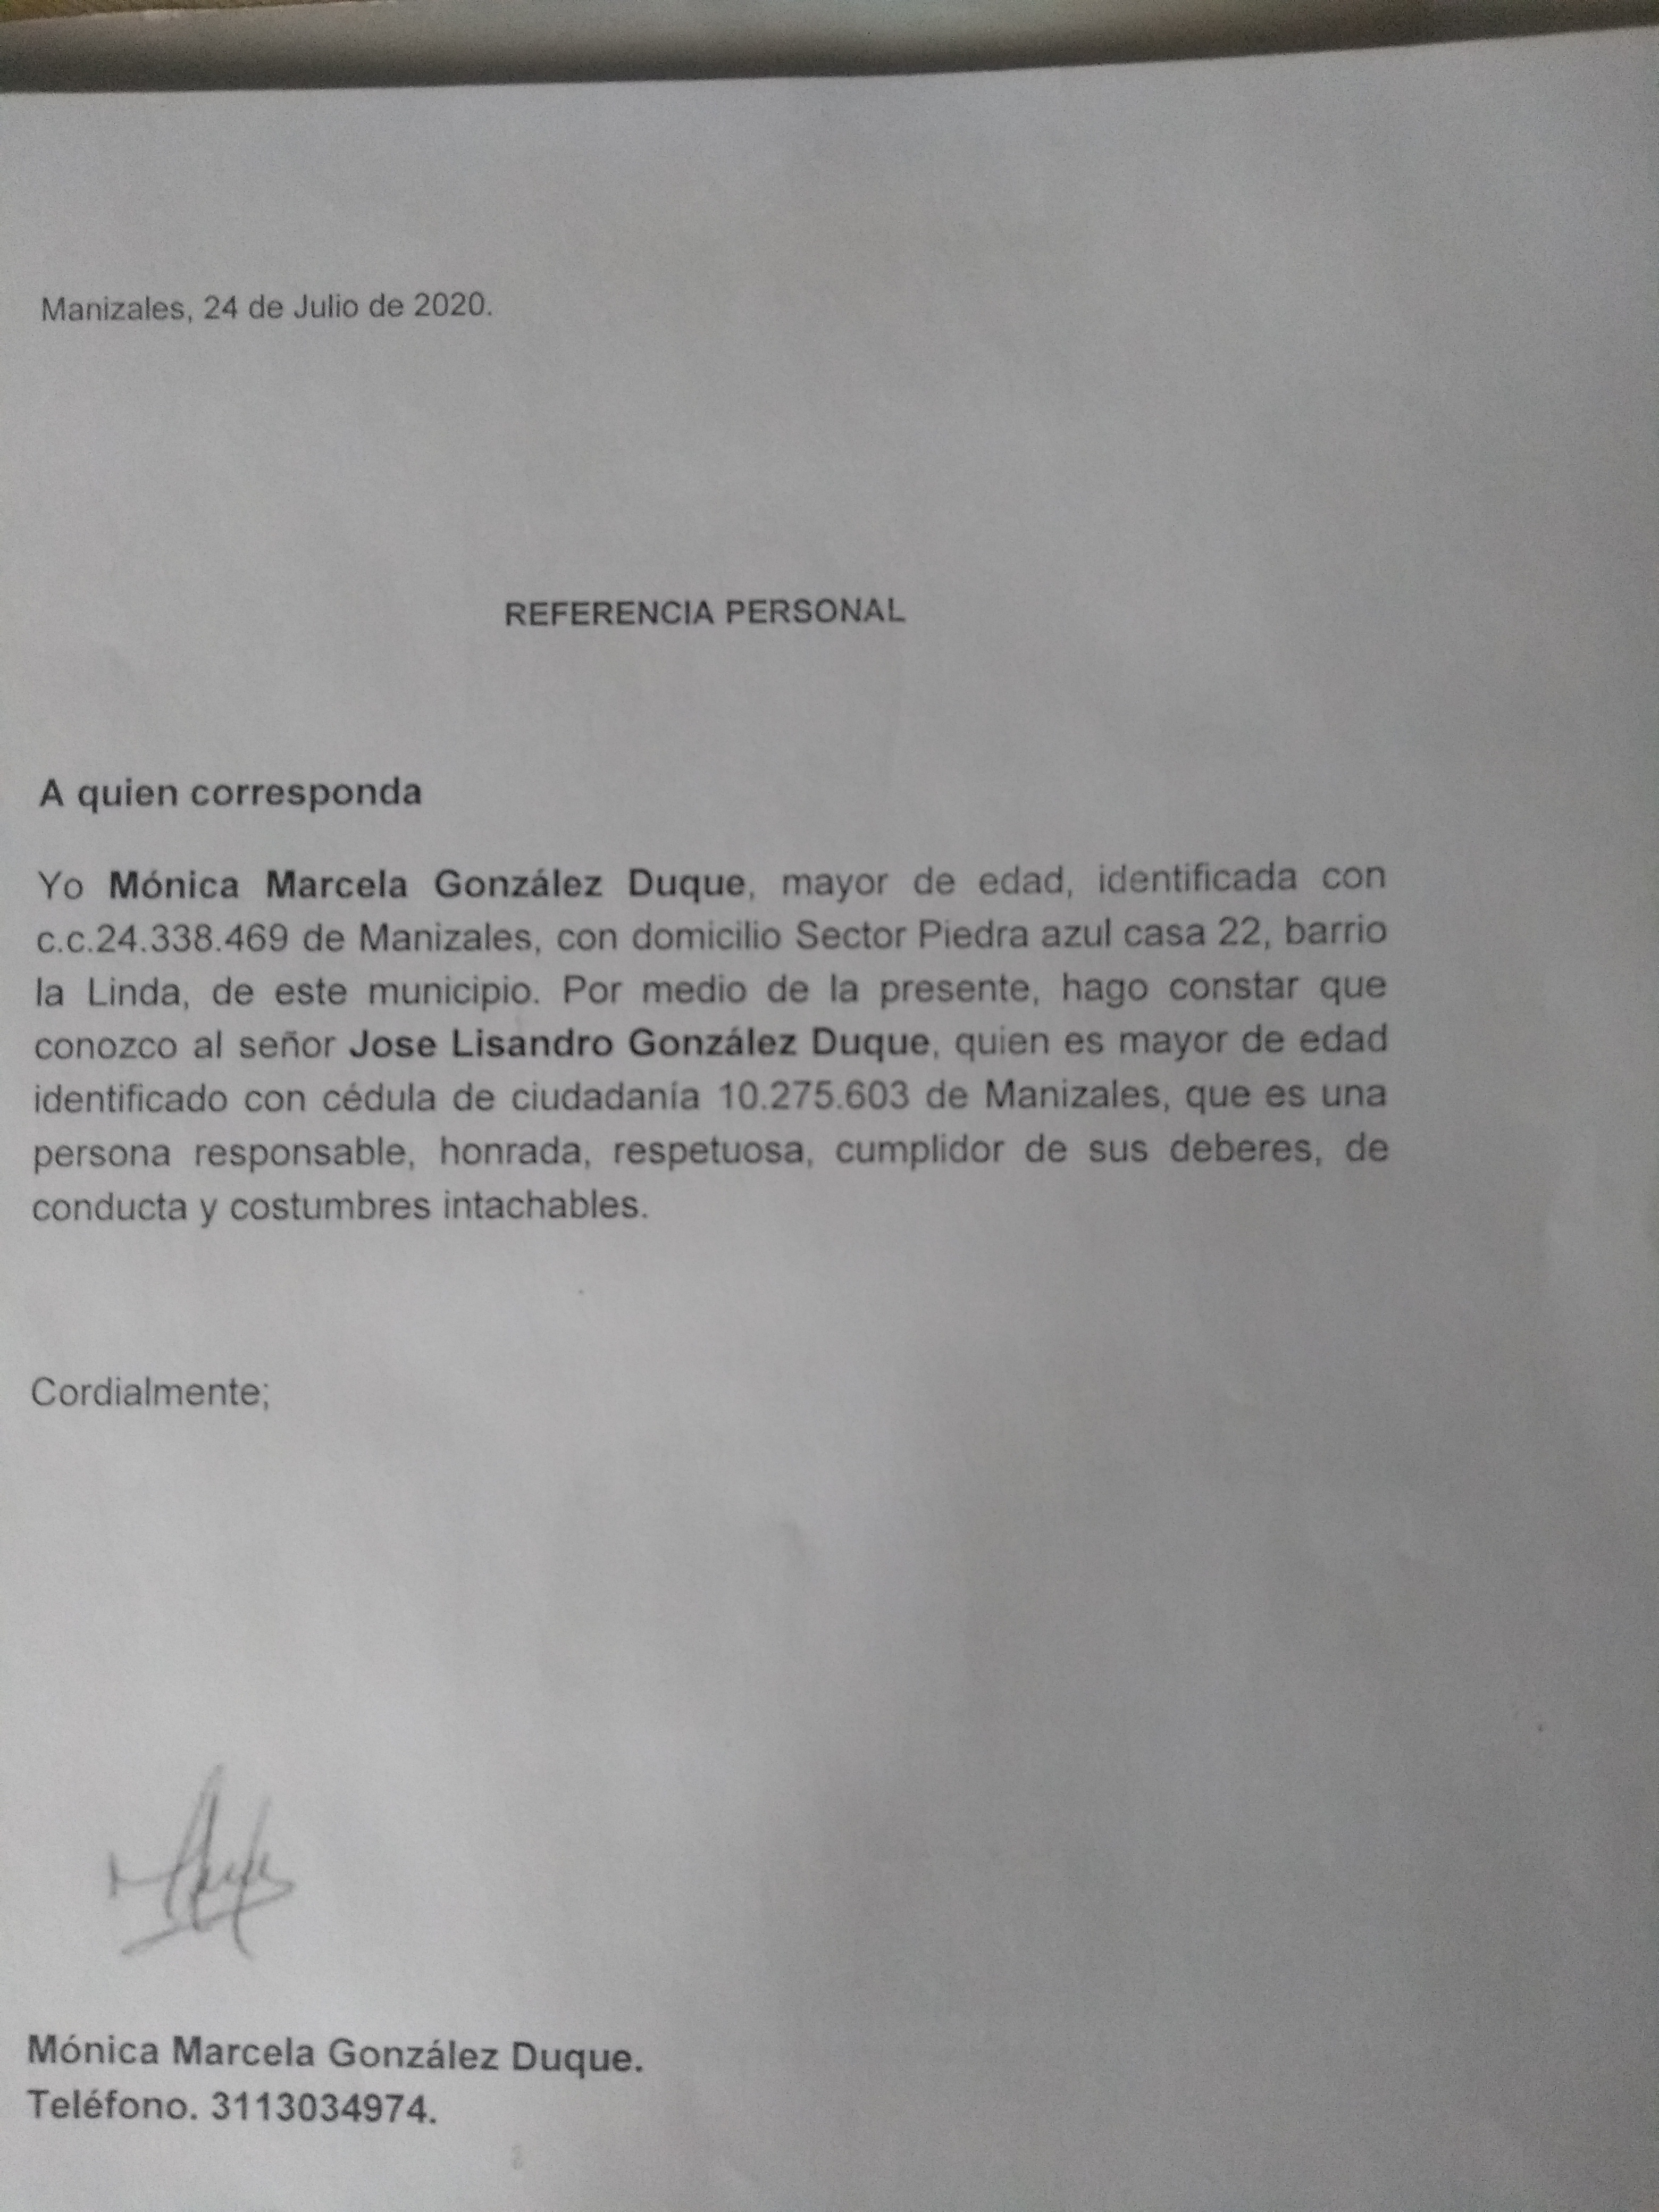 Manizales, 24 de Julio de 2020.
REFERENCIA PERSONAL
A quien corresponda
Yo Mónica Marcela González Duque, mayor de edad, identificada con
c.c.24.338.469 de Manizales, con domicilio Sector Piedra azul casa 22, barrio
la Linda, de este municipio. Por medio de la presente, hago constar que
conozco al señor Jose Lisandro González Duque, quien es mayor de edad
identificado con cédula de ciudadanía 10.275.603 de Manizales, que es una
persona responsable, honrada, respetuosa, cumplidor de sus deberes, de
conducta y costumbres intachables.
Cordialmente;
Mónica Marcela González Duque.
Teléfono. 3113034974.